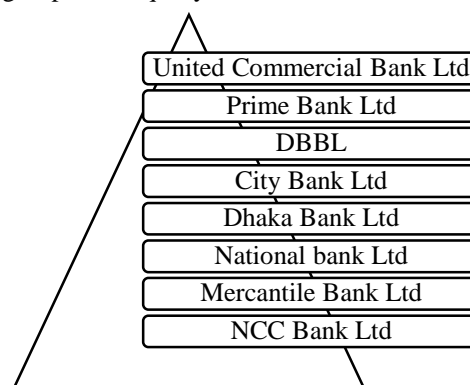 United Commercial Bank Ltd
Prime Bank Ltd
DBBL
City Bank Ltd
Dhaka Bank Ltd
National bank Ltd
Mercantile Bank Ltd
NCC Bank Ltd